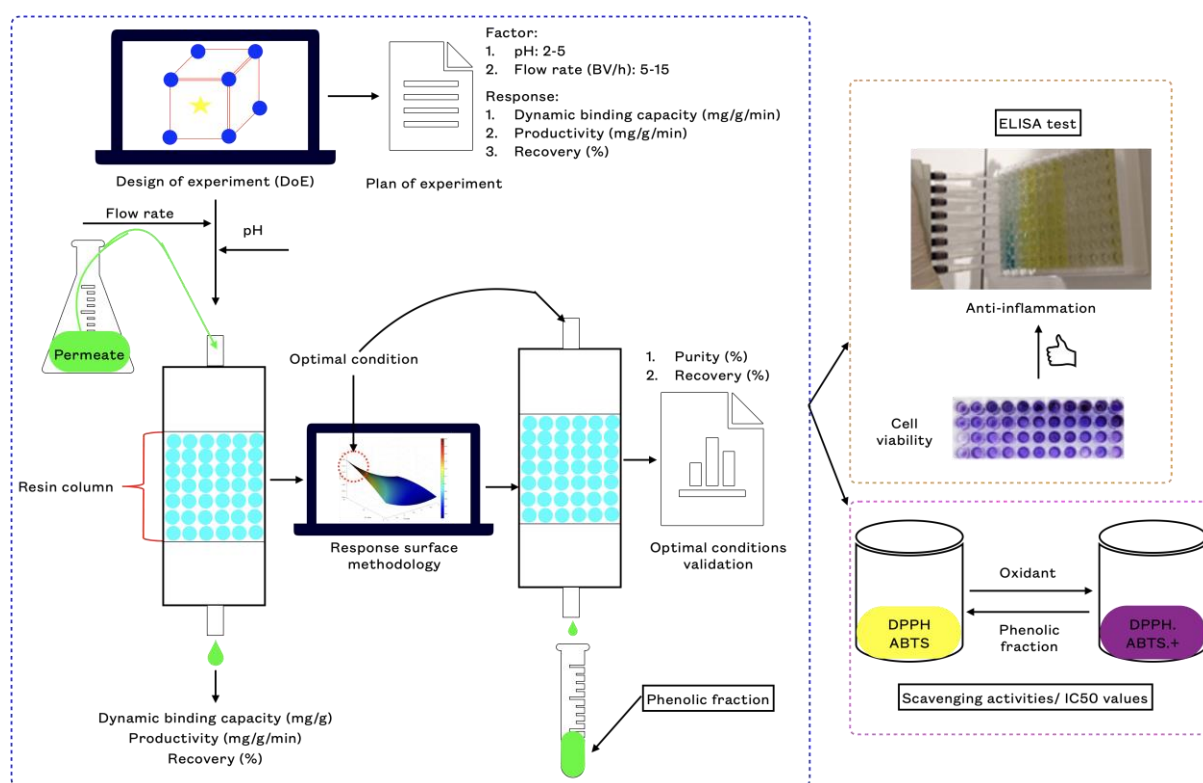 Design of experiment (DoE)
Plan of experiment
Factor:
1. pH: 2-5
2. Flow rate (BV/h): 5-15
Response:
1. Dynamic binding capacity (mg/g/min)
2. Productivity (mg/g/min)
3. Recovery (%)
Flow rate
pH
Permeate
Resin column
Dynamic binding capacity (mg/g)
Productivity (mg/g/min)
Recovery (%)
Optimal condition
Response surface
methodology
1. Purity (%)
2. Recovery (%)
Optimal conditions
validation
Phenolic fraction
ELISA test
Anti-inflammation
Cell
viability
DPPH
ABTS
Oxidant
Phenolic
fraction
DPPH.
ABTS.+
Scavenging activities/ IC50 values